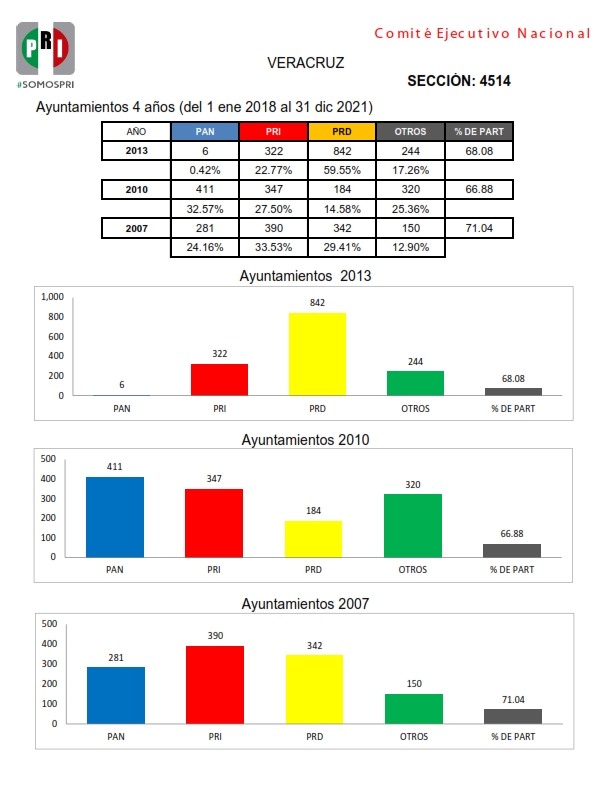 PRI
#SOMOSPRI
Comité Ejecutivo Nacional
VERACRUZ
SECCIÓN: 4514
Ayuntamientos 4 años (del 1 ene 2018 al 31 dic 2021)
AÑO PAN PRI PRD OTROS % DE PART
2013 6 322 842 244 68.08
0.42% 22.77% 59.55% 17.26%
2010 411 347 184 320 66.88
32.57% 27.50% 14.58% 25.36%
2007 281 390 342 150 71.04
24.16% 33.53% 29.41% 12.90%
Ayuntamientos 2013
1,000
800
600
400
200
0
6
322
842
244
68.08
PAN PRI PRD OTROS % DE PART
Ayuntamientos 2010
500
400
300
200
100
0
411
347
184
320
66.88
PAN PRI PRD OTROS % DE PART
Ayuntamientos 2007
500
400
300
200
100
0
281
390
342
150
71.04
PAN PRI PRD OTROS % DE PART